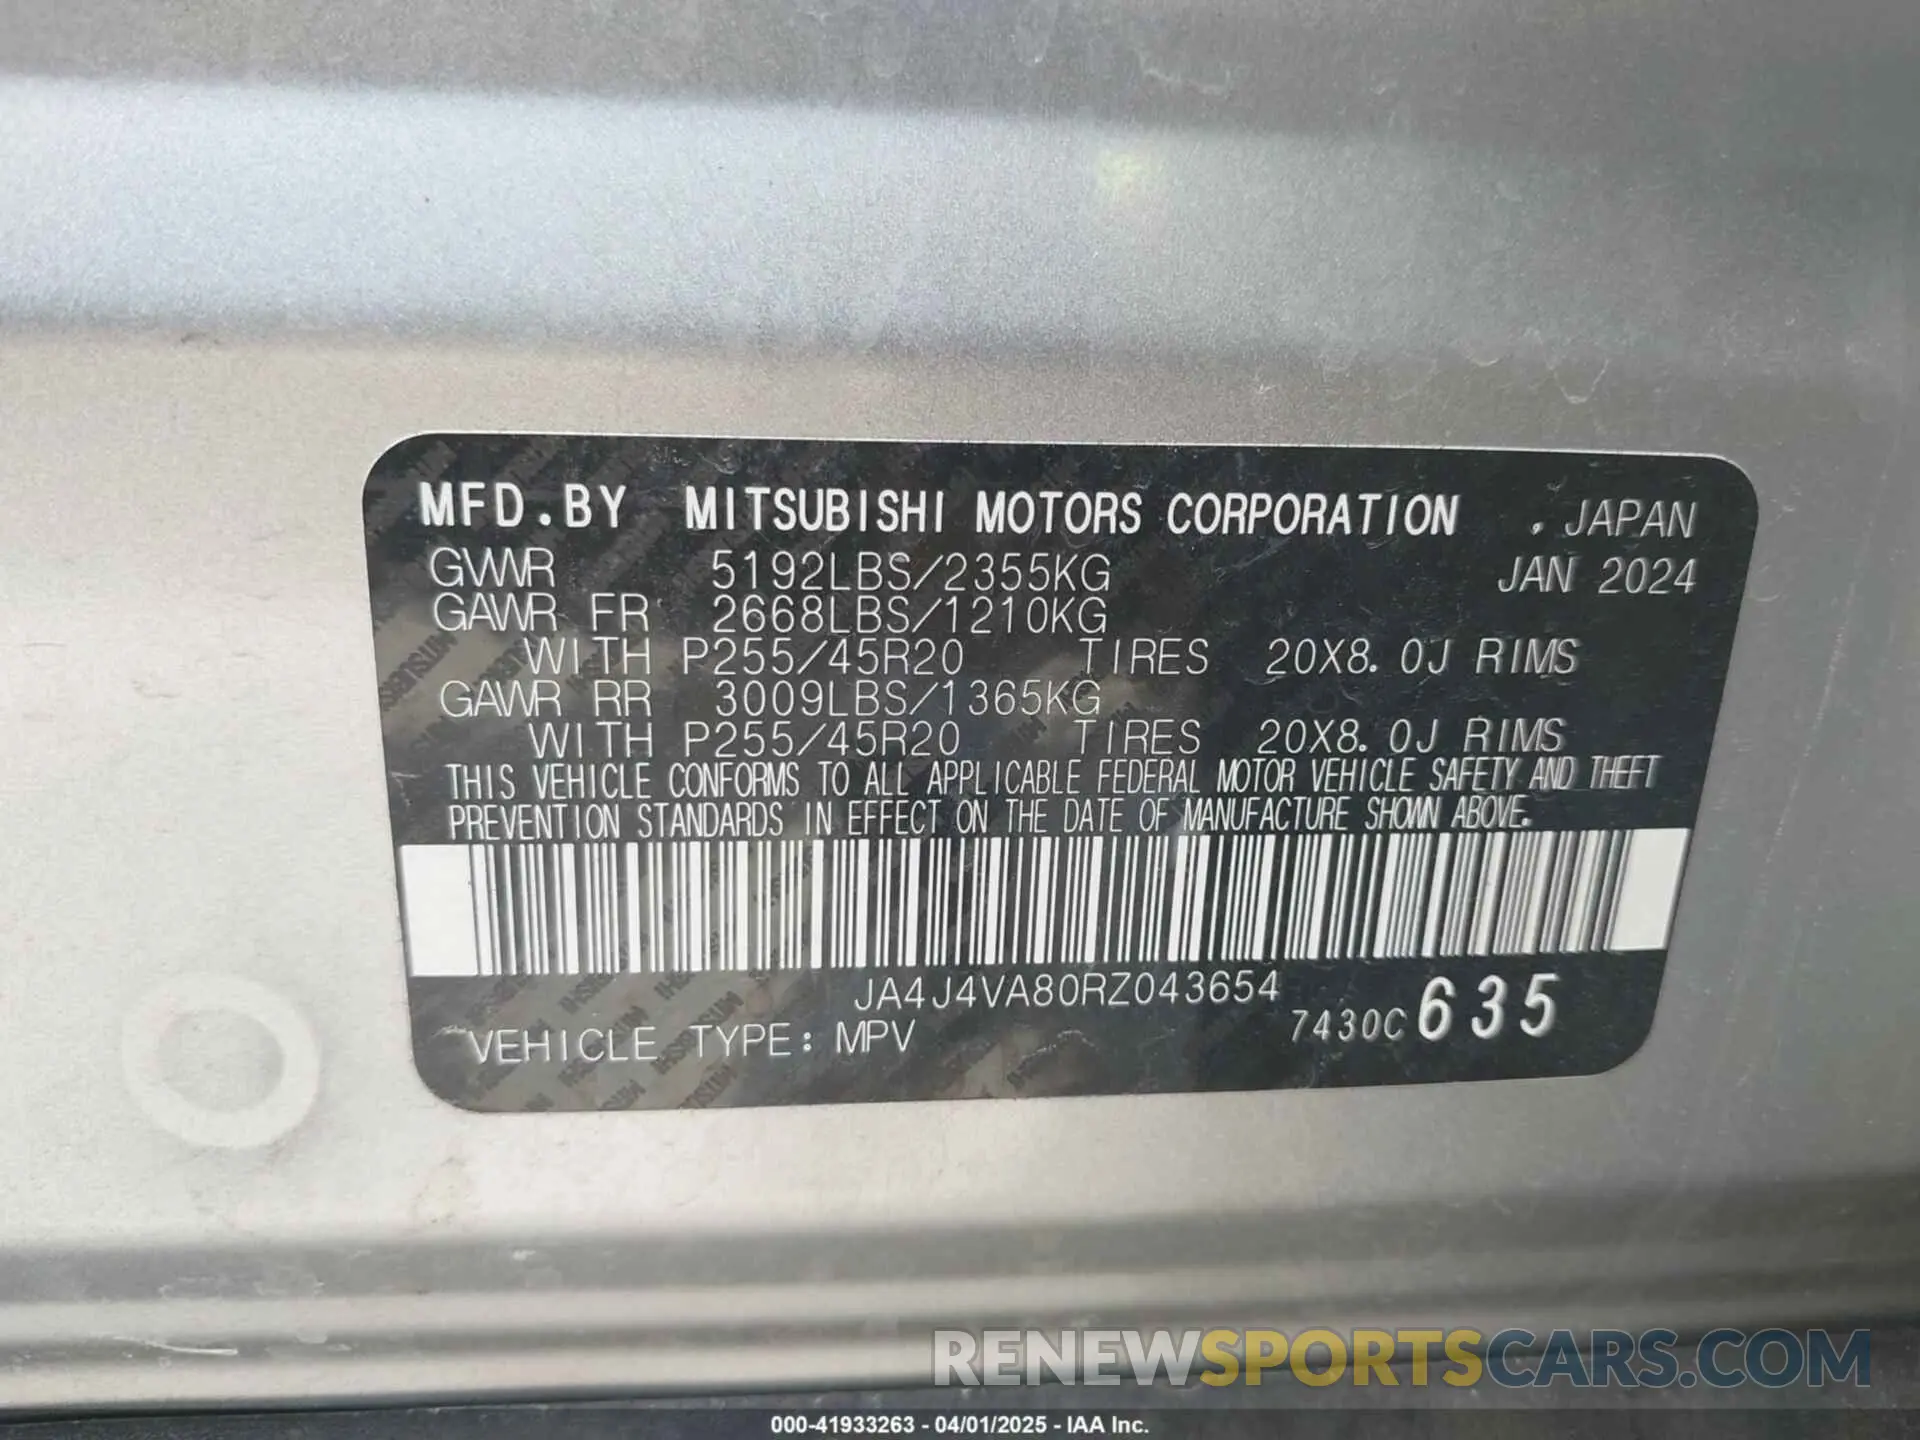 MFD.BY MITSUBISHI MOTORS CORPORATION . JAPAN
GVWR 5192LBS/2355KG JAN 2024
GAWR FR 2668LBS/1210KG
WITH P255/45R20 TIRES 20X8.0J RIMS
GAWR RR 3009LBS/1365KG
WITH P255/45R20 TIRES 20X8.0J RIMS
THIS VEHICLE CONFORMS TO ALL APPLICABLE FEDERAL MOTOR VEHICLE SAFETY AND THEFT
PREVENTION STANDARDS IN EFFECT ON THE DATE OF MANUFACTURE SHOWN ABOVE.
JA4J4VA80RZ043654
VEHICLE TYPE: MPV 7430C 635
RENEWSPORTSCARS.COM
000-41933263 - 04/01/2025 - IAA Inc.